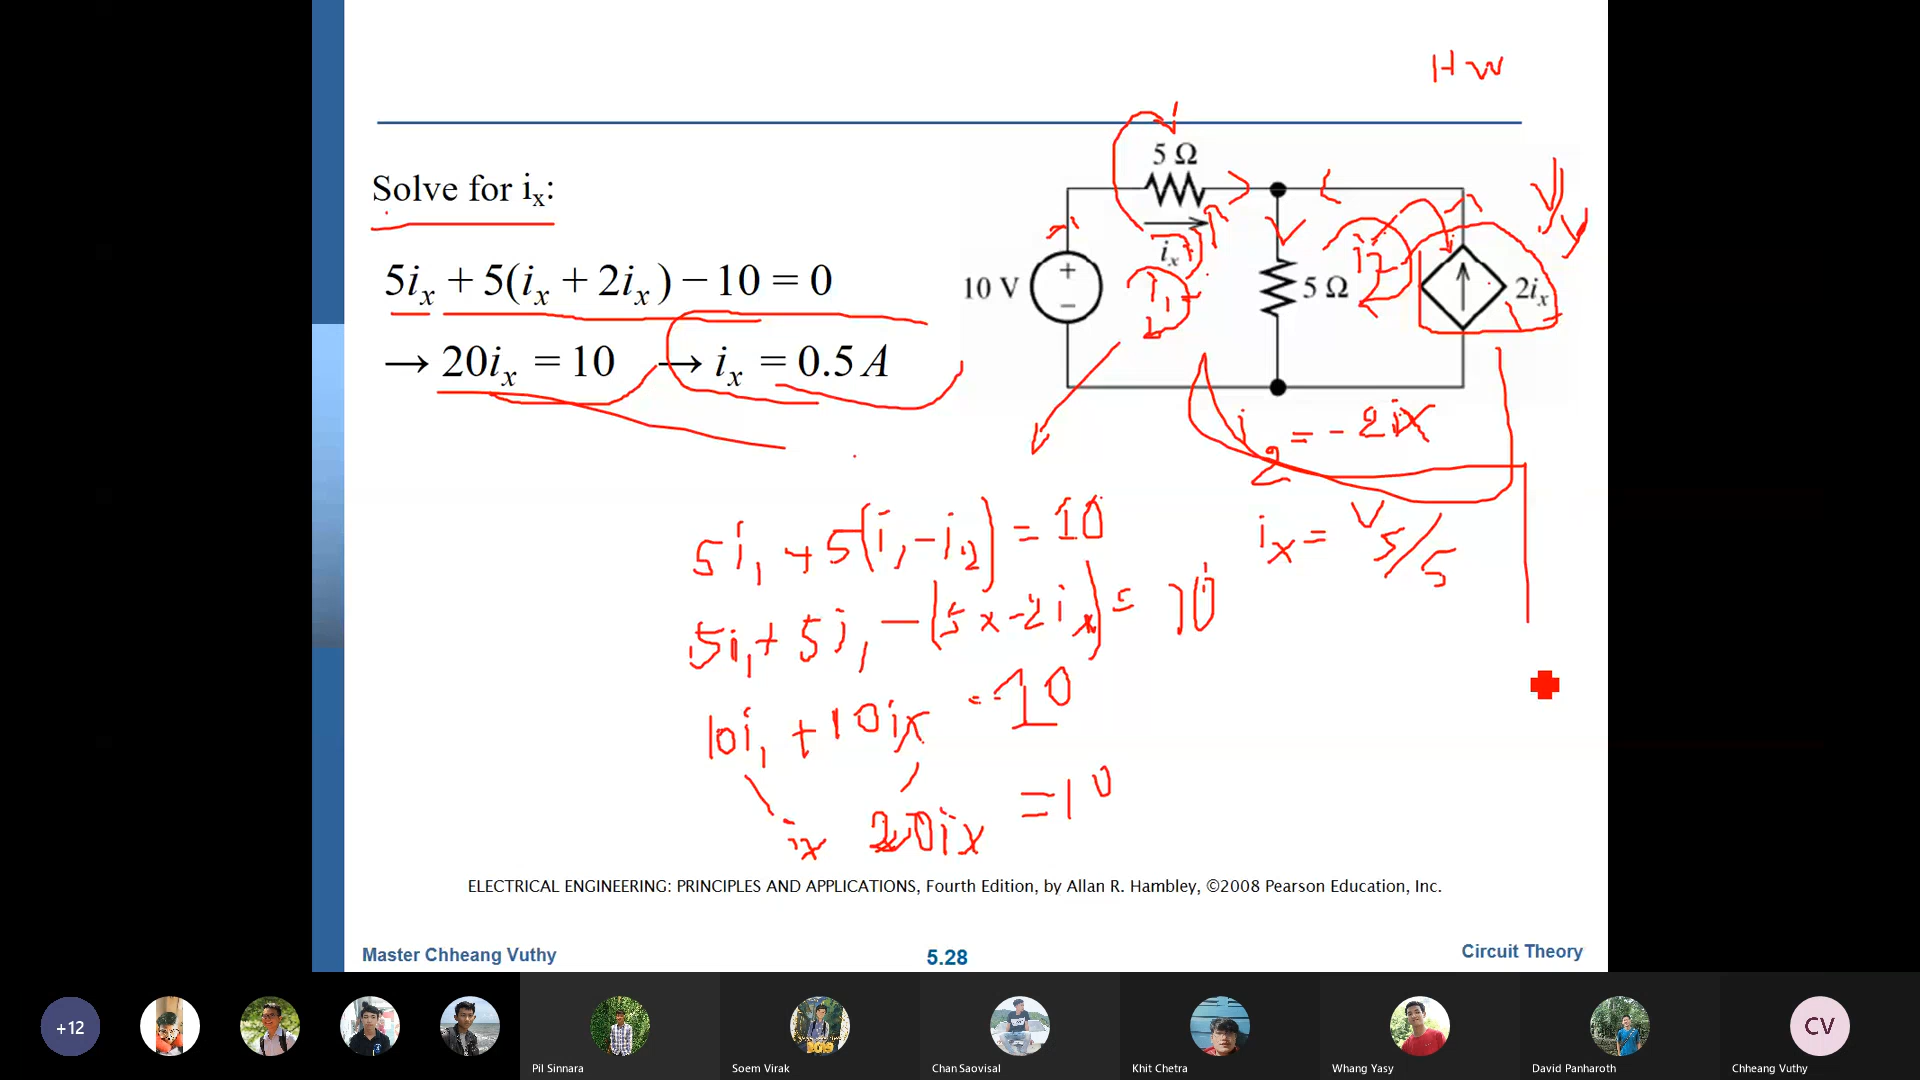 HW
Solve for iₓ:
5iₓ + 5(iₓ + 2iₓ) − 10 = 0
→ 20iₓ = 10 → iₓ = 0.5 A
5 Ω
iₓ
10 V
+
−
5 Ω
2iₓ
i₁
i₂
i₂ = - 2ix
iₓ = V₅/5
5i₁ + 5(i₁ - i₂) = 10
5i₁ + 5i₁ - (5 x -2iₓ) = 10
10i₁ + 10ix = 10
ix 20ix = 10
ELECTRICAL ENGINEERING: PRINCIPLES AND APPLICATIONS, Fourth Edition, by Allan R. Hambley, ©2008 Pearson Education, Inc.
Master Chheang Vuthy 5.28 Circuit Theory
+12
CV
Pil Sinnara Soem Virak Chan Saovisal Khit Chetra Whang Yasy David Panharoth Chheang Vuthy